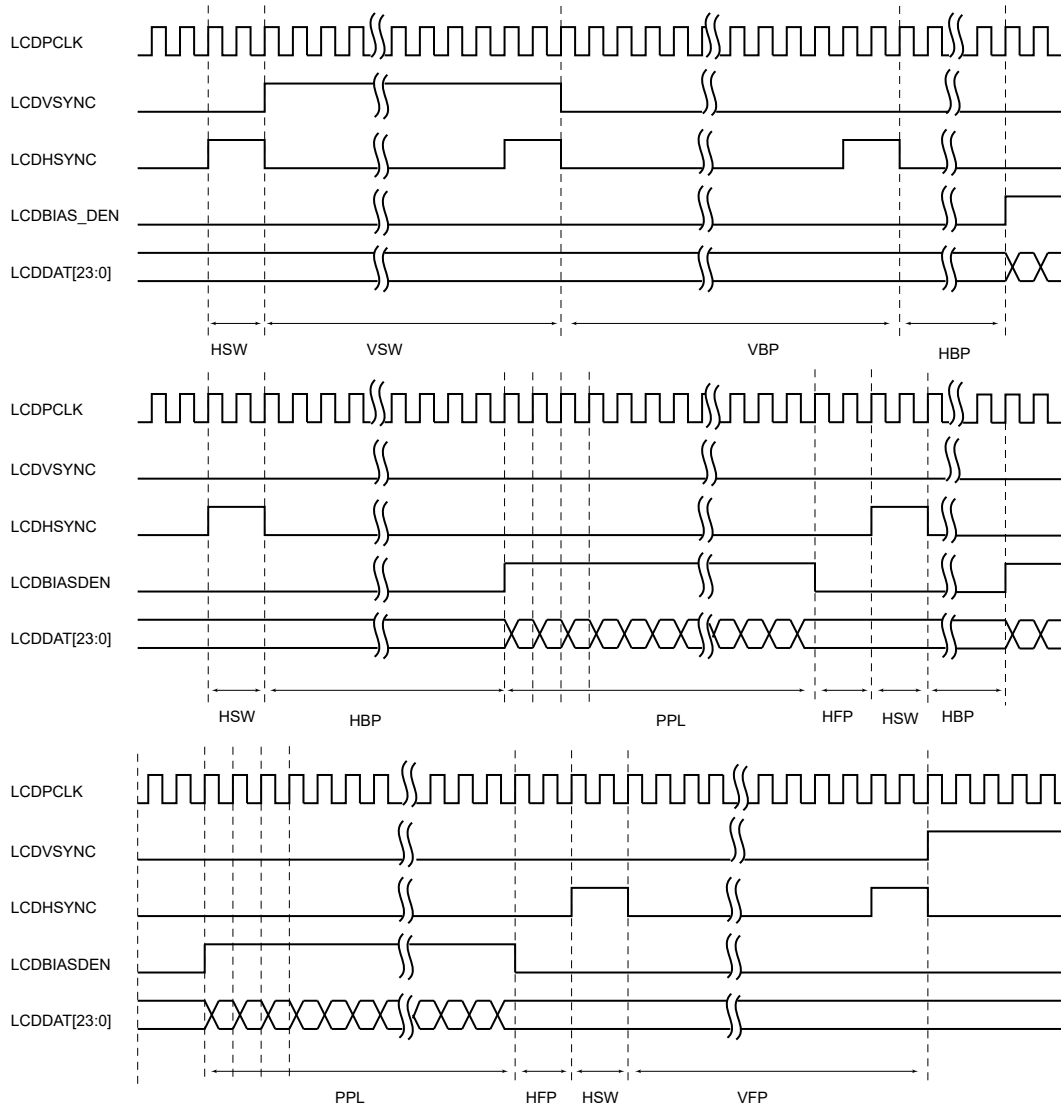 LCDPCLK
LCDVSYNC
LCDHSYNC
LCDBIAS_DEN
LCDDAT[23:0]
HSW VSW VBP HBP
LCDPCLK
LCDVSYNC
LCDHSYNC
LCDBIASDEN
LCDDAT[23:0]
HSW HBP PPL HFP HSW HBP
LCDPCLK
LCDVSYNC
LCDHSYNC
LCDBIASDEN
LCDDAT[23:0]
PPL HFP HSW VFP